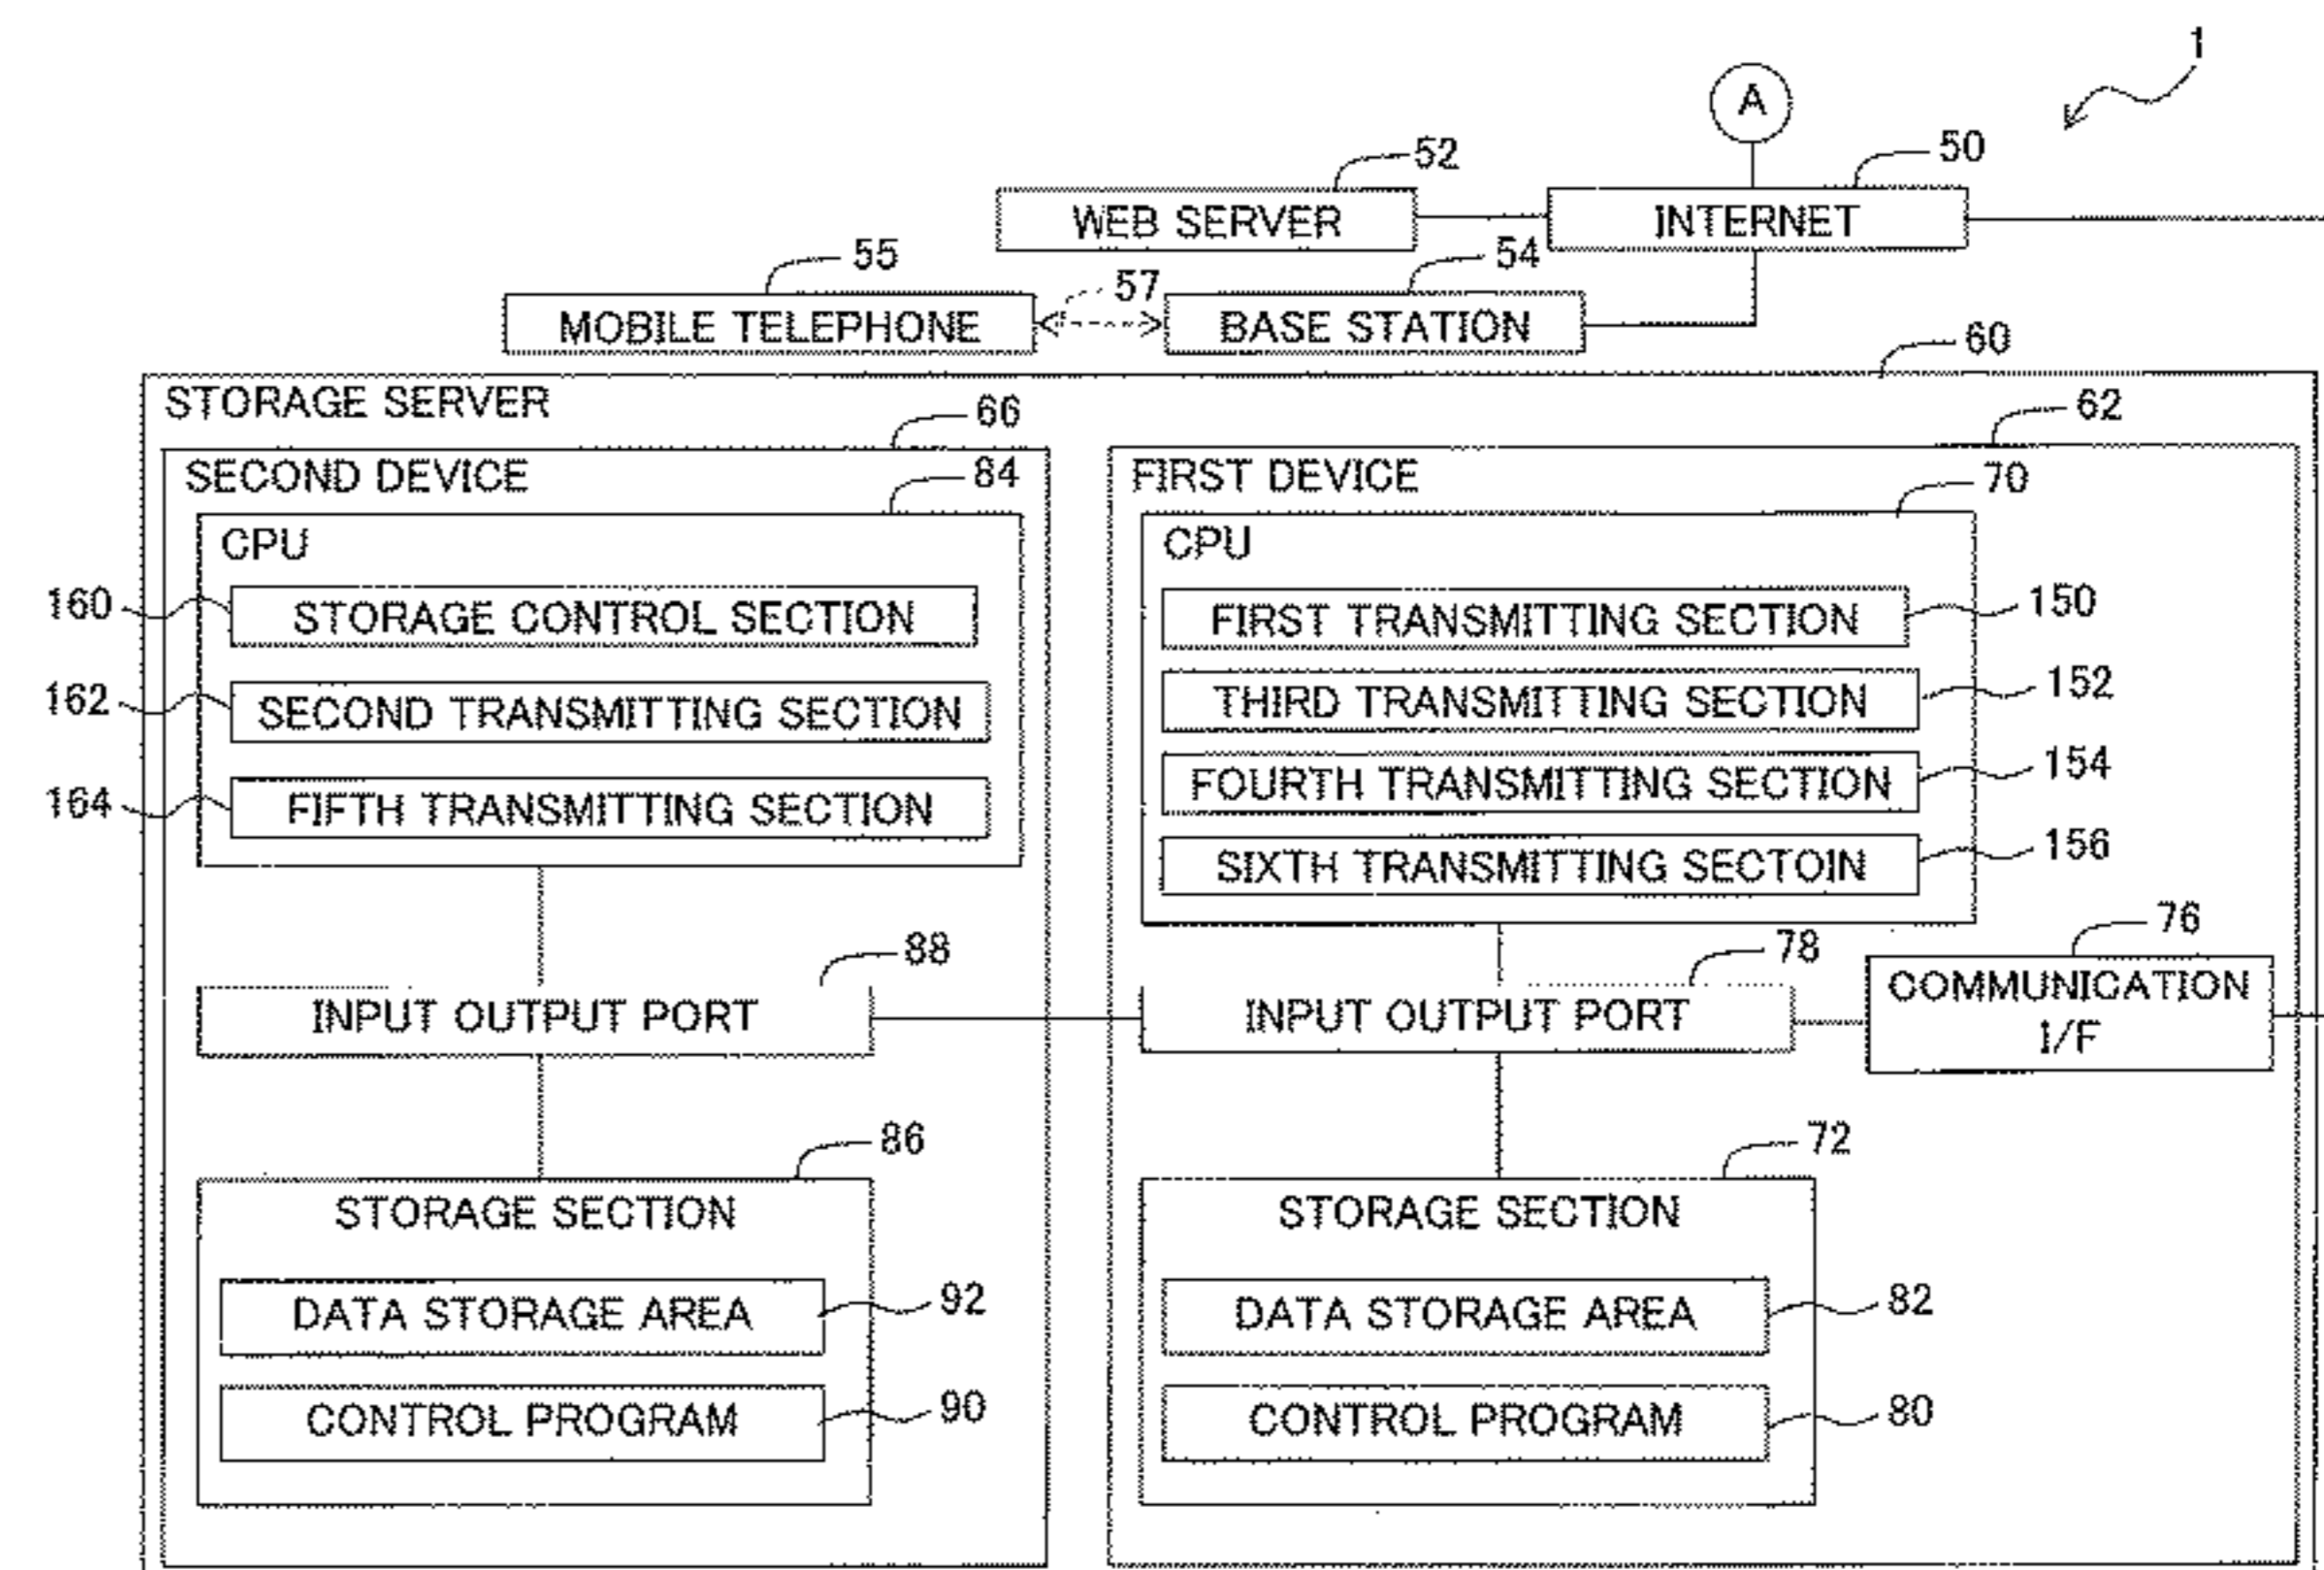 1
A
52
50
WEB SERVER
INTERNET
55
57
54
MOBILE TELEPHONE
BASE STATION
60
STORAGE SERVER
66
62
SECOND DEVICE
84
FIRST DEVICE
70
CPU
CPU
160
STORAGE CONTROL SECTION
FIRST TRANSMITTING SECTION
150
162
SECOND TRANSMITTING SECTION
THIRD TRANSMITTING SECTION
152
164
FIFTH TRANSMITTING SECTION
FOURTH TRANSMITTING SECTION
154
SIXTH TRANSMITTING SECTOIN
156
88
78
76
INPUT OUTPUT PORT
INPUT OUTPUT PORT
COMMUNICATION
I/F
86
72
STORAGE SECTION
STORAGE SECTION
DATA STORAGE AREA
92
DATA STORAGE AREA
82
CONTROL PROGRAM
90
CONTROL PROGRAM
80